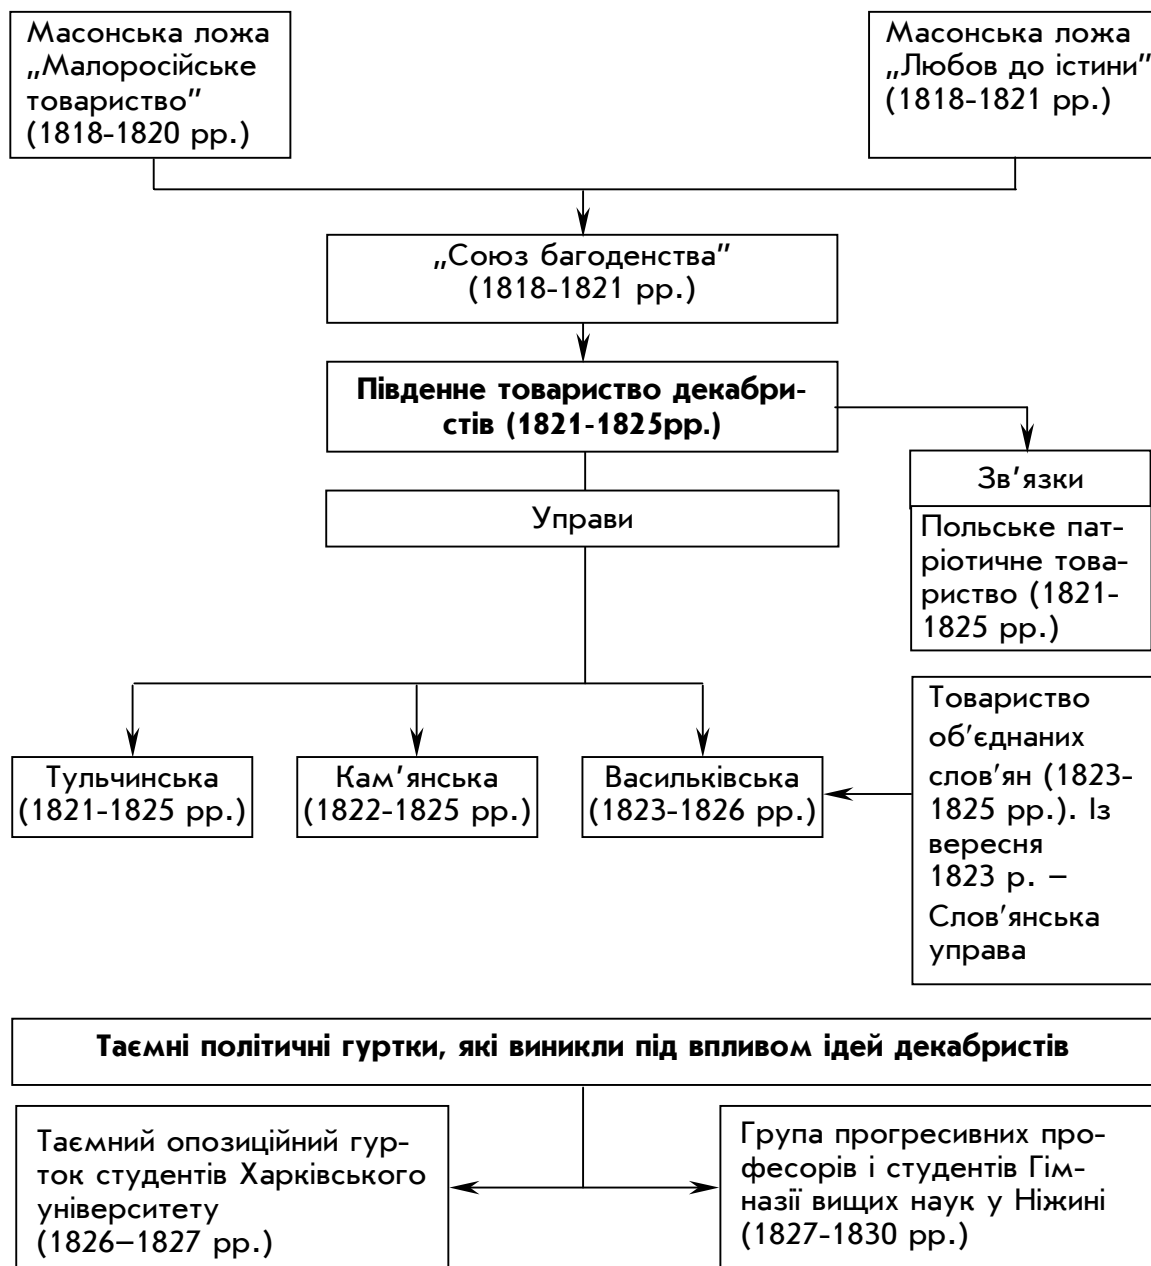 Масонська ложа
„Малоросійське
товариство"
(1818-1820 рр.)
Масонська ложа
„Любов до істини"
(1818-1821 рр.)
„Союз багоденства"
(1818-1821 рр.)
Південне товариство декабри-
стів (1821-1825рр.)
Зв'язки
Управи
Польське пат-
ріотичне това-
риство (1821-
1825 рр.)
Тульчинська
(1821-1825 рр.)
Кам'янська
(1822-1825 рр.)
Васильківська
(1823-1826 рр.)
Товариство
об'єднаних
слов'ян (1823-
1825 рр.). Із
вересня
1823 р. –
Слов'янська
управа
Таємні політичні гуртки, які виникли під впливом ідей декабристів
Таємний опозиційний гур-
ток студентів Харківського
університету
(1826–1827 рр.)
Група прогресивних про-
фесорів і студентів Гім-
назії вищих наук у Ніжині
(1827-1830 рр.)